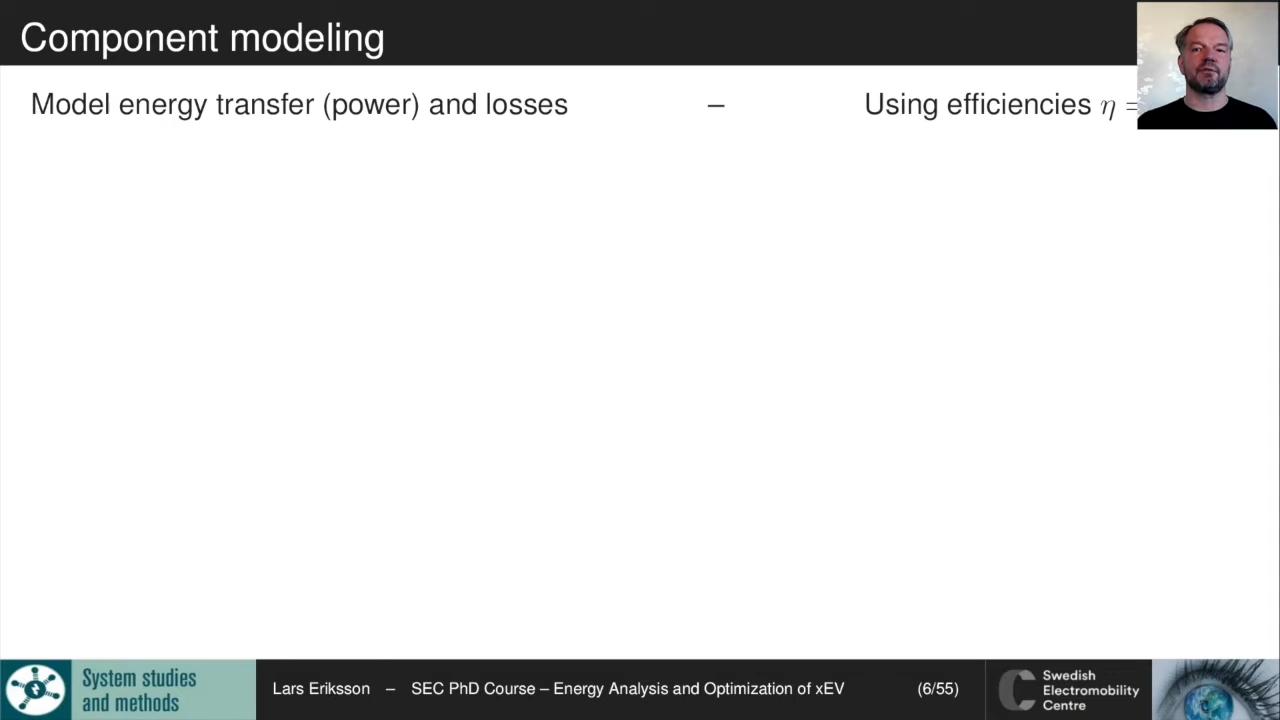 Component modeling
Model energy transfer (power) and losses – Using efficiencies η =
System studies
and methods
Lars Eriksson – SEC PhD Course – Energy Analysis and Optimization of xEV (6/55)
Swedish
Electromobility
Centre